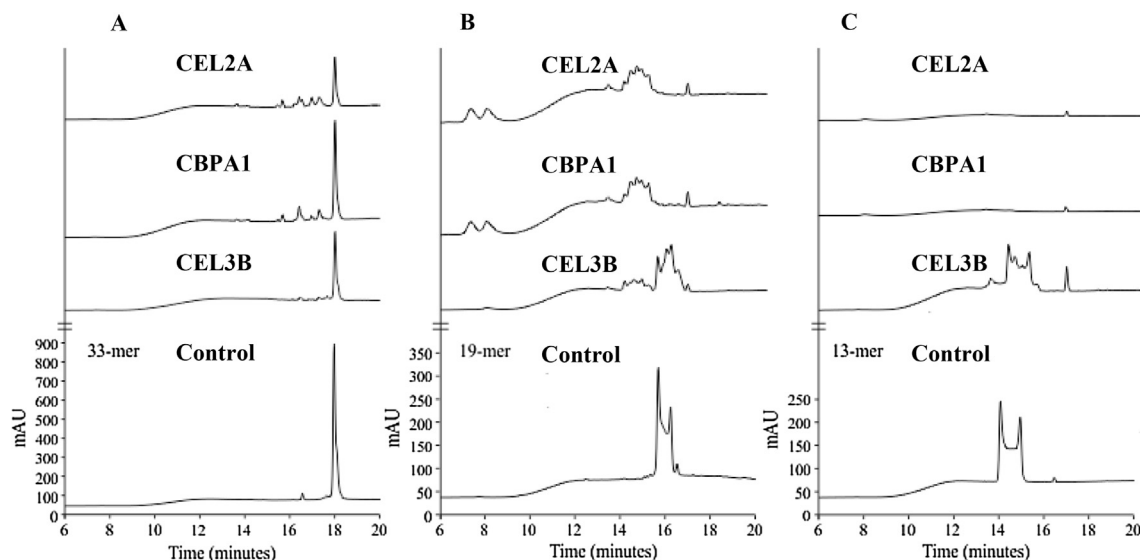 A
CEL2A
CBPA1
CEL3B
33-mer Control
900
800
700
600
500
400
300
200
100
0
mAU
6 8 10 12 14 16 18 20
Time (minutes)
B
CEL2A
CBPA1
CEL3B
19-mer Control
350
300
250
200
150
100
50
0
mAU
6 8 10 12 14 16 18 20
Time (minutes)
C
CEL2A
CBPA1
CEL3B
13-mer Control
250
200
150
100
50
0
mAU
6 8 10 12 14 16 18 20
Time (minutes)